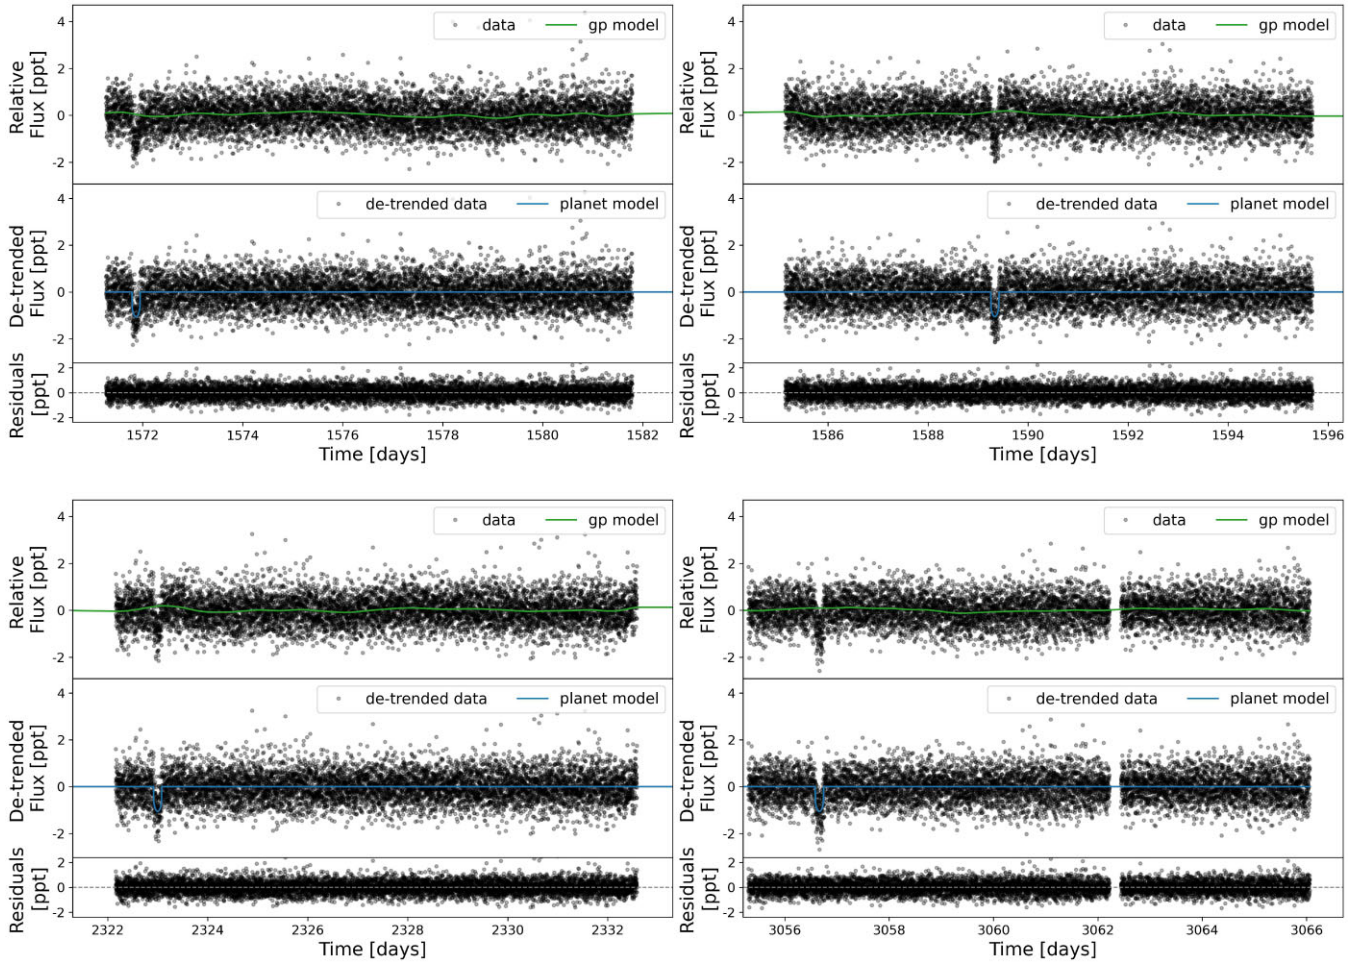 data gp model
Relative
Flux [ppt]
4
2
0
-2
de-trended data planet model
De-trended
Flux [ppt]
4
2
0
-2
Residuals
[ppt]
2
0
-2
1572 1574 1576 1578 1580 1582
Time [days]
data gp model
Relative
Flux [ppt]
4
2
0
-2
de-trended data planet model
De-trended
Flux [ppt]
4
2
0
-2
Residuals
[ppt]
2
0
-2
1586 1588 1590 1592 1594 1596
Time [days]
data gp model
Relative
Flux [ppt]
4
2
0
-2
de-trended data planet model
De-trended
Flux [ppt]
4
2
0
-2
Residuals
[ppt]
2
0
-2
2322 2324 2326 2328 2330 2332
Time [days]
data gp model
Relative
Flux [ppt]
4
2
0
-2
de-trended data planet model
De-trended
Flux [ppt]
4
2
0
-2
Residuals
[ppt]
2
0
-2
3056 3058 3060 3062 3064 3066
Time [days]